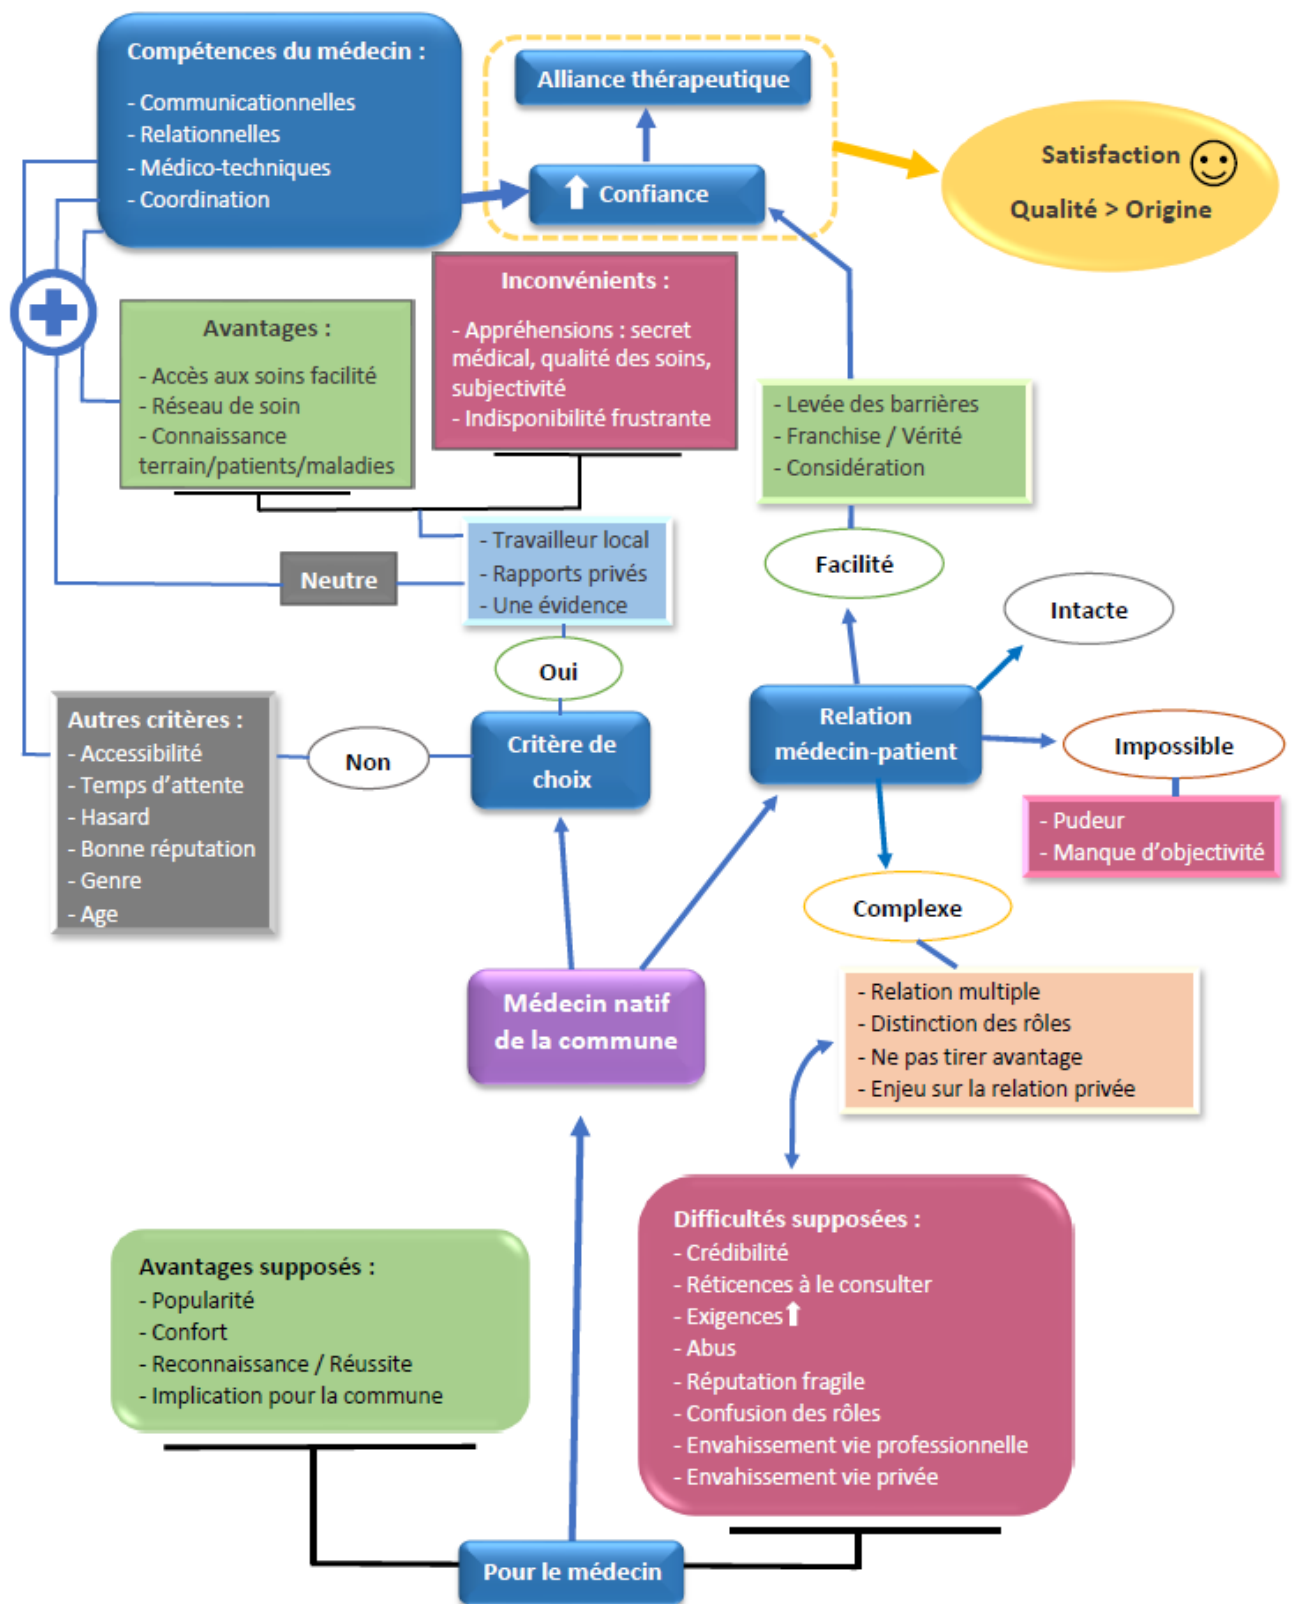 Compétences du médecin :
- Communicationnelles
- Relationnelles
- Médico-techniques
- Coordination
Alliance thérapeutique
Confiance
Satisfaction
Qualité > Origine
Avantages :
- Accès aux soins facilité
- Réseau de soin
- Connaissance
terrain/patients/maladies
Inconvénients :
- Appréhensions : secret
médical, qualité des soins,
subjectivité
- Indisponibilité frustrante
- Levée des barrières
- Franchise / Vérité
- Considération
- Travailleur local
- Rapports privés
- Une évidence
Neutre
Facilité
Intacte
Oui
Autres critères :
- Accessibilité
- Temps d'attente
- Hasard
- Bonne réputation
- Genre
- Age
Non
Critère de
choix
Relation
médecin-patient
Impossible
- Pudeur
- Manque d'objectivité
Complexe
Médecin natif
de la commune
- Relation multiple
- Distinction des rôles
- Ne pas tirer avantage
- Enjeu sur la relation privée
Avantages supposés :
- Popularité
- Confort
- Reconnaissance / Réussite
- Implication pour la commune
Difficultés supposées :
- Crédibilité
- Réticences à le consulter
- Exigences
- Abus
- Réputation fragile
- Confusion des rôles
- Envahissement vie professionnelle
- Envahissement vie privée
Pour le médecin